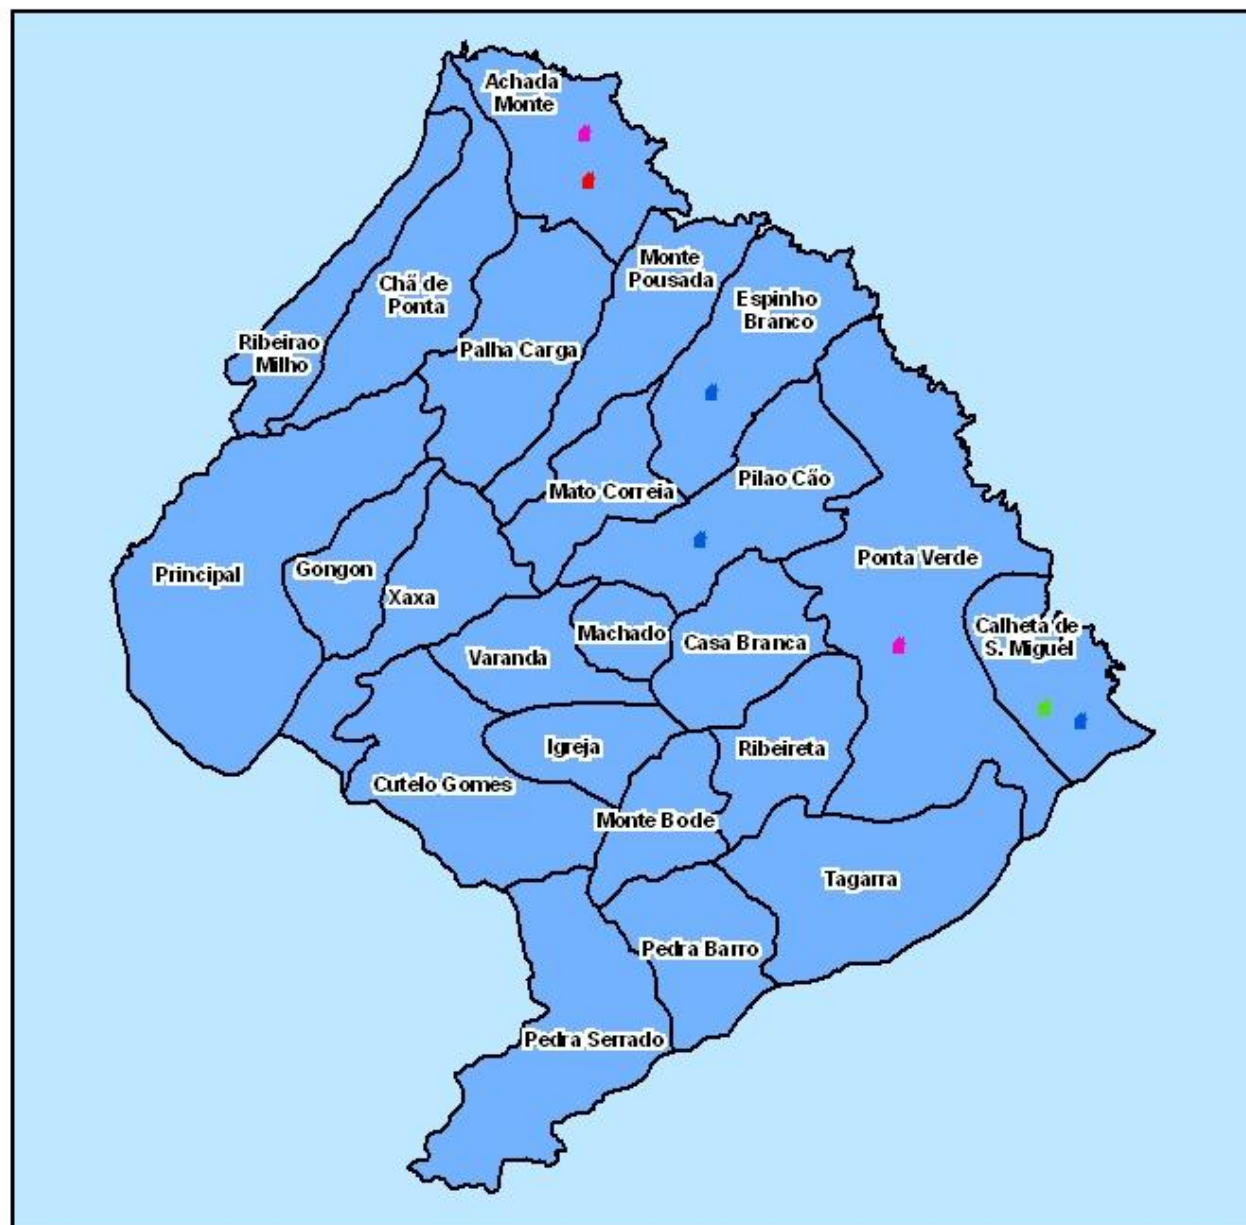 Achada
Monte
Monte
Pousada
Chã de
Ponta
Espinho
Branco
Ribeirao
Milho
Palha Carga
Pilao Cão
Mato Correia
Ponta Verde
Principal
Gongon
Xaxa
Calheta de
S. Miguel
Machado
Casa Branca
Varanda
Igreja
Ribeireta
Cutelo Gomes
Monte Bode
Tagarra
Pedra Barro
Pedra Serrado